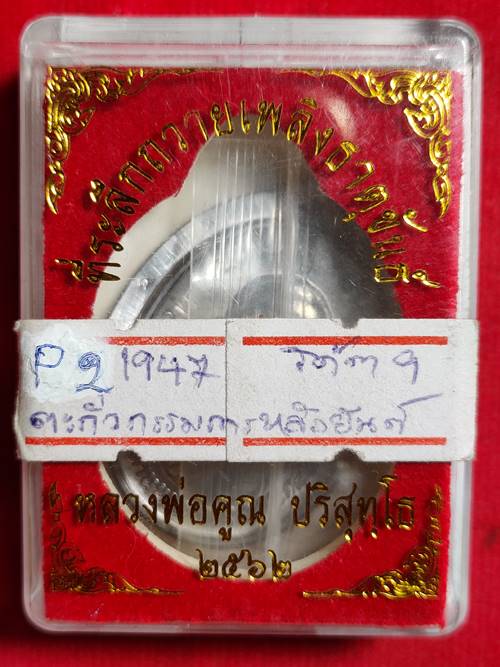 ที่ระลึกถวายเพลิงธาตุขันธ์
P 2 1947
ตะกั่วกรรมการหลังยันต์
หลวงพ่อคูณ ปริสุทฺโธ
๒๕๖๒